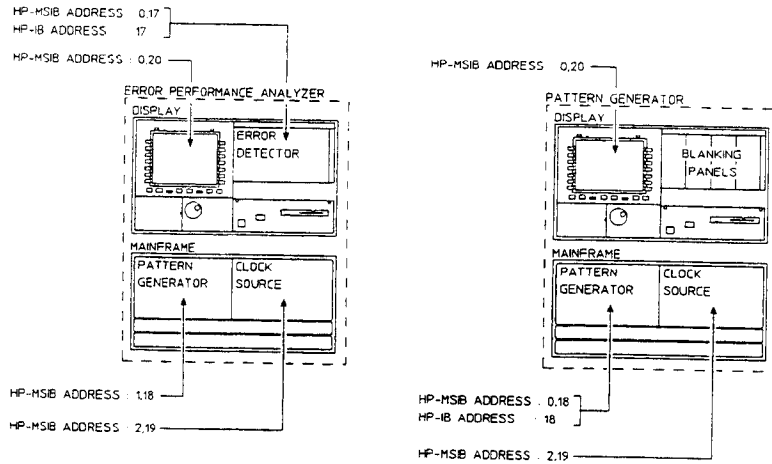 HP-MSIB ADDRESS 0,17
HP-IB ADDRESS 17
HP-MSIB ADDRESS : 0,20
ERROR PERFORMANCE ANALYZER
DISPLAY
ERROR
DETECTOR
MAINFRAME
PATTERN
GENERATOR
CLOCK
SOURCE
HP-MSIB ADDRESS : 1,18
HP-MSIB ADDRESS : 2,19
HP-MSIB ADDRESS 0,20
PATTERN GENERATOR
DISPLAY
BLANKING
PANELS
MAINFRAME
PATTERN
GENERATOR
CLOCK
SOURCE
HP-MSIB ADDRESS : 0,18
HP-IB ADDRESS : 18
HP-MSIB ADDRESS : 2,19